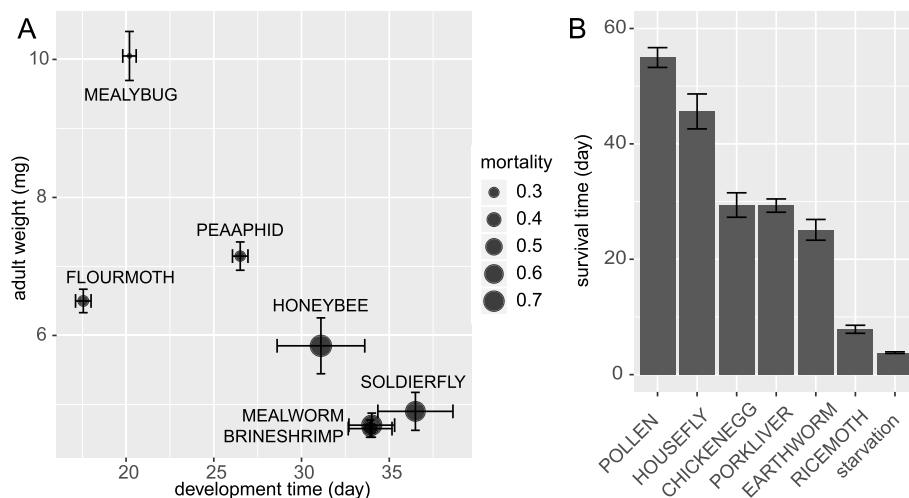 A
adult weight (mg)
10
8
6
MEALYBUG
PEAAPHID
FLOURMOTH
HONEYBEE
SOLDIERFLY
MEALWORM
BRINESHRIMP
20
25
30
35
development time (day)
mortality
0.3
0.4
0.5
0.6
0.7
B
survival time (day)
60
40
20
0
POLLEN
HOUSEFLY
CHICKENEGG
PORKLIVER
EARTHWORM
RICEMOTH
starvation